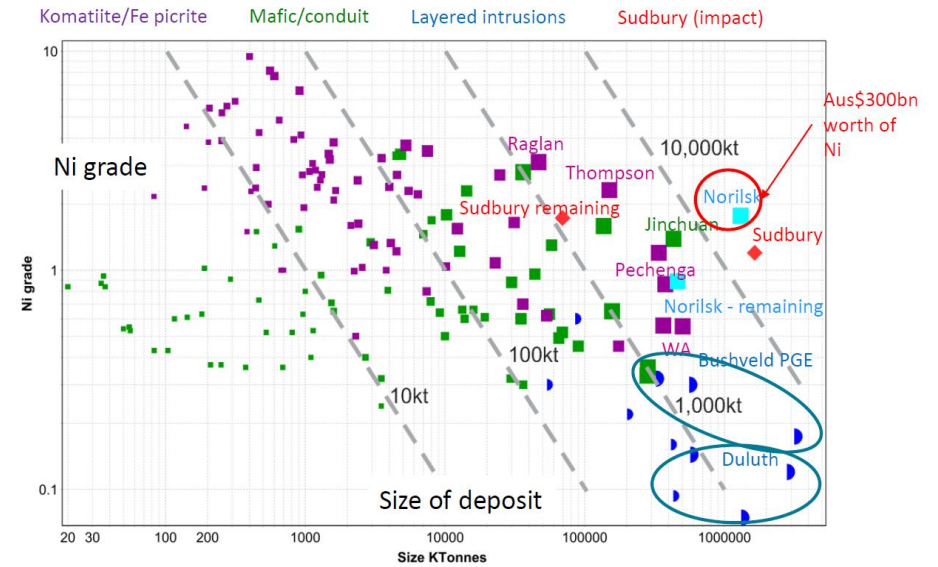 Komatiite/Fe picrite Mafic/conduit Layered intrusions Sudbury (impact)
10
Aus$300bn
worth of
Ni
10,000kt
Raglan
Ni grade
Thompson
Norilsk
Sudbury remaining
Jinchuan
Sudbury
Ni grade
1
Pechenga
Norilsk - remaining
WA
Bushveld PGE
100kt
10kt
1,000kt
Duluth
0.1
Size of deposit
20 30 100 200 1000 10000 100000 1000000
Size KTonnes